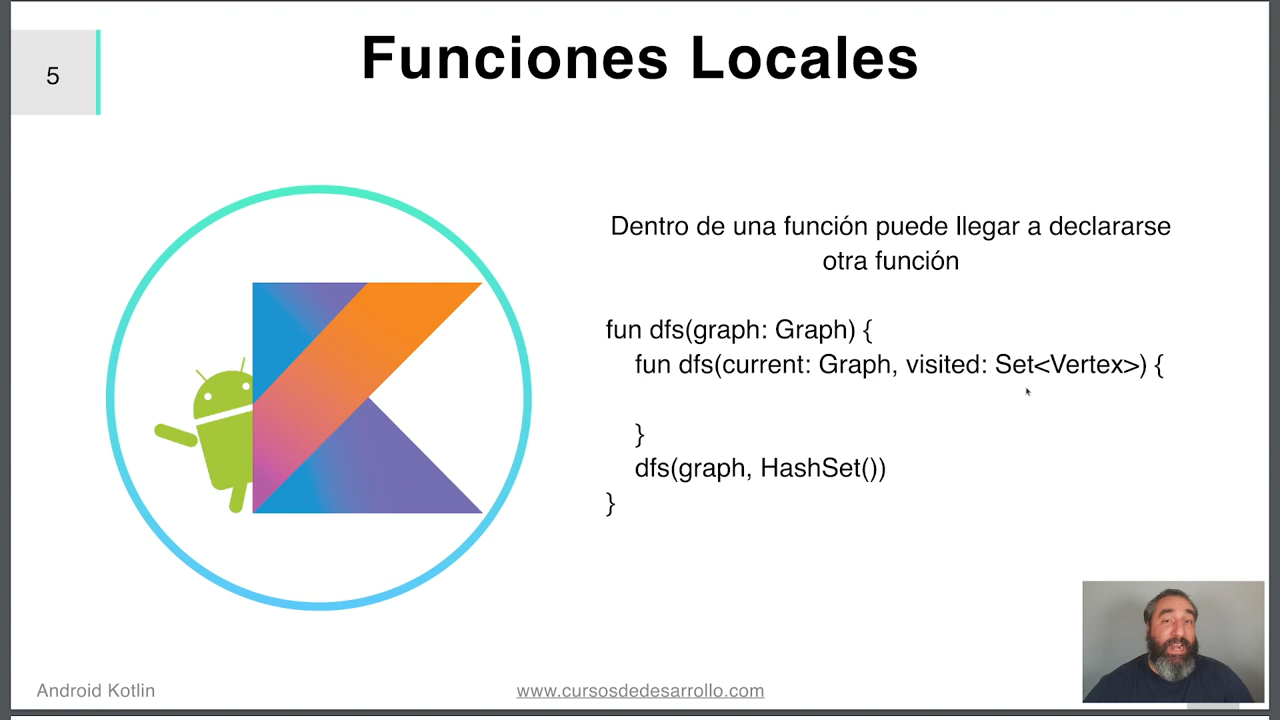 5
Funciones Locales
Dentro de una función puede llegar a declararse
otra función
fun dfs(graph: Graph) {
fun dfs(current: Graph, visited: Set<Vertex>) {
}
dfs(graph, HashSet())
}
Android Kotlin
www.cursosdedesarrollo.com